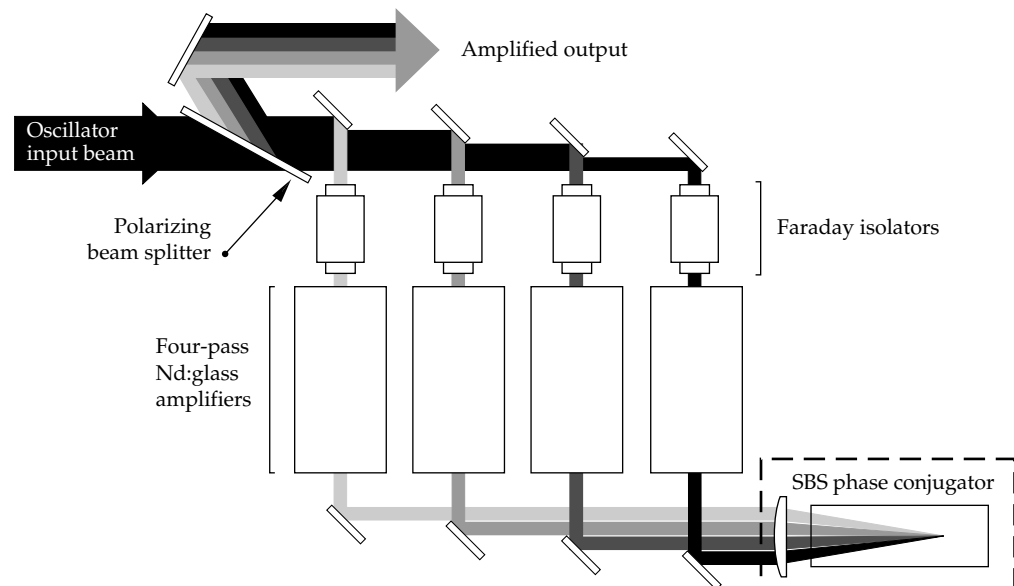 Amplified output
Oscillator
input beam
Polarizing
beam splitter
Faraday isolators
Four-pass
Nd:glass
amplifiers
SBS phase conjugator